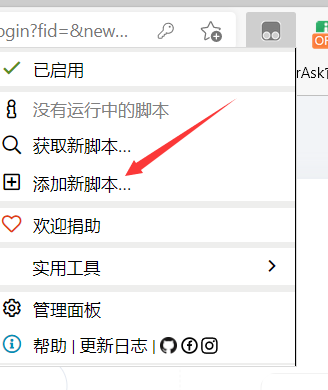 ogin?fid=&new...
OF
已启用
rAsk
没有运行中的脚本
获取新脚本...
添加新脚本...
欢迎捐助
实用工具
管理面板
帮助 | 更新日志 |